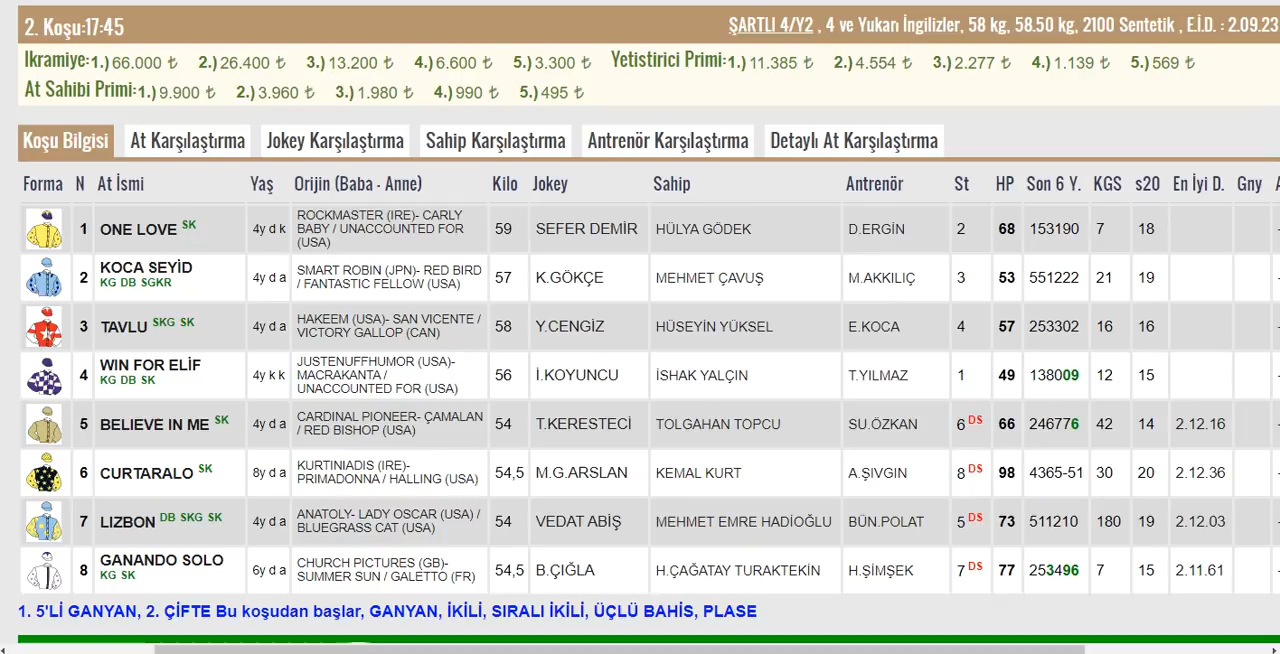 2. Koşu:17:45 ŞARTLI 4/Y2 , 4 ve Yukarı İngilizler, 58 kg, 58.50 kg, 2100 Sentetik , E.İ.D. : 2.09.23
Ikramiye:1.) 66.000 ₺ 2.) 26.400 ₺ 3.) 13.200 ₺ 4.) 6.600 ₺ 5.) 3.300 ₺ Yetistirici Primi:1.) 11.385 ₺ 2.) 4.554 ₺ 3.) 2.277 ₺ 4.) 1.139 ₺ 5.) 569 ₺
At Sahibi Primi:1.) 9.900 ₺ 2.) 3.960 ₺ 3.) 1.980 ₺ 4.) 990 ₺ 5.) 495 ₺
Koşu Bilgisi At Karşılaştırma Jokey Karşılaştırma Sahip Karşılaştırma Antrenör Karşılaştırma Detaylı At Karşılaştırma
Forma N At İsmi Yaş Orijin (Baba - Anne) Kilo Jokey Sahip Antrenör St HP Son 6 Y. KGS s20 En İyi D. Gny
ROCKMASTER (IRE)- CARLY
1 ONE LOVE SK 4y d k BABY / UNACCOUNTED FOR 59 SEFER DEMİR HÜLYA GÖDEK D.ERGİN 2 68 153190 7 18
(USA)
KOCA SEYİD SMART ROBIN (JPN)- RED BIRD
2 KG DB SGKR 4y d a / FANTASTIC FELLOW (USA) 57 K.GÖKÇE MEHMET ÇAVUŞ M.AKKILIÇ 3 53 551222 21 19
3 TAVLU SKG SK 4y d a HAKEEM (USA)- SAN VICENTE / 58 Y.CENGİZ HÜSEYİN YÜKSEL E.KOCA 4 57 253302 16 16
VICTORY GALLOP (CAN)
WIN FOR ELİF JUSTENUFFHUMOR (USA)-
4 KG DB SK 4y k k MACRAKANTA / 56 İ.KOYUNCU İSHAK YALÇIN T.YILMAZ 1 49 138009 12 15
UNACCOUNTED FOR (USA)
5 BELIEVE IN ME SK 4y d a CARDINAL PIONEER- ÇAMALAN 54 T.KERESTECİ TOLGAHAN TOPCU SU.ÖZKAN 6 DS 66 246776 42 14 2.12.16
/ RED BISHOP (USA)
6 CURTARALO SK 8y d a KURTINIADIS (IRE)- 54,5 M.G.ARSLAN KEMAL KURT A.ŞIVGIN 8 DS 98 4365-51 30 20 2.12.36
PRIMADONNA / HALLING (USA)
7 LIZBON DB SKG SK 4y d a ANATOLY- LADY OSCAR (USA) / 54 VEDAT ABİŞ MEHMET EMRE HADİOĞLU BÜN.POLAT 5 DS 73 511210 180 19 2.12.03
BLUEGRASS CAT (USA)
GANANDO SOLO CHURCH PICTURES (GB)-
8 KG SK 6y d a SUMMER SUN / GALETTO (FR) 54,5 B.ÇIĞLA H.ÇAĞATAY TURAKTEKİN H.ŞİMŞEK 7 DS 77 253496 7 15 2.11.61
1. 5'Lİ GANYAN, 2. ÇİFTE Bu koşudan başlar, GANYAN, İKİLİ, SIRALI İKİLİ, ÜÇLÜ BAHİS, PLASE